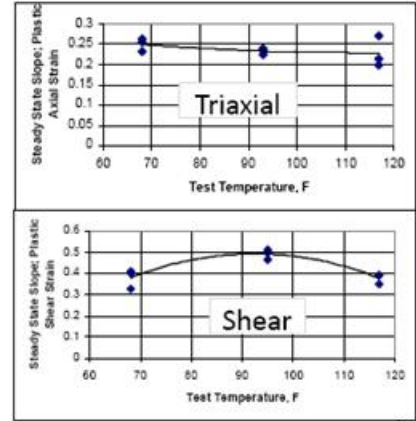 Steady State Slope; Plastic
Axial Strain
0.3
0.25
0.2
0.15
0.1
0.05
0
Triaxial
60 70 80 90 100 110 120
Test Temperature, F
Steady State Slope; Plastic
Shear Strain
0.6
0.5
0.4
0.3
0.2
0.1
0
Shear
60 70 80 90 100 110 120
Test Temperature, F